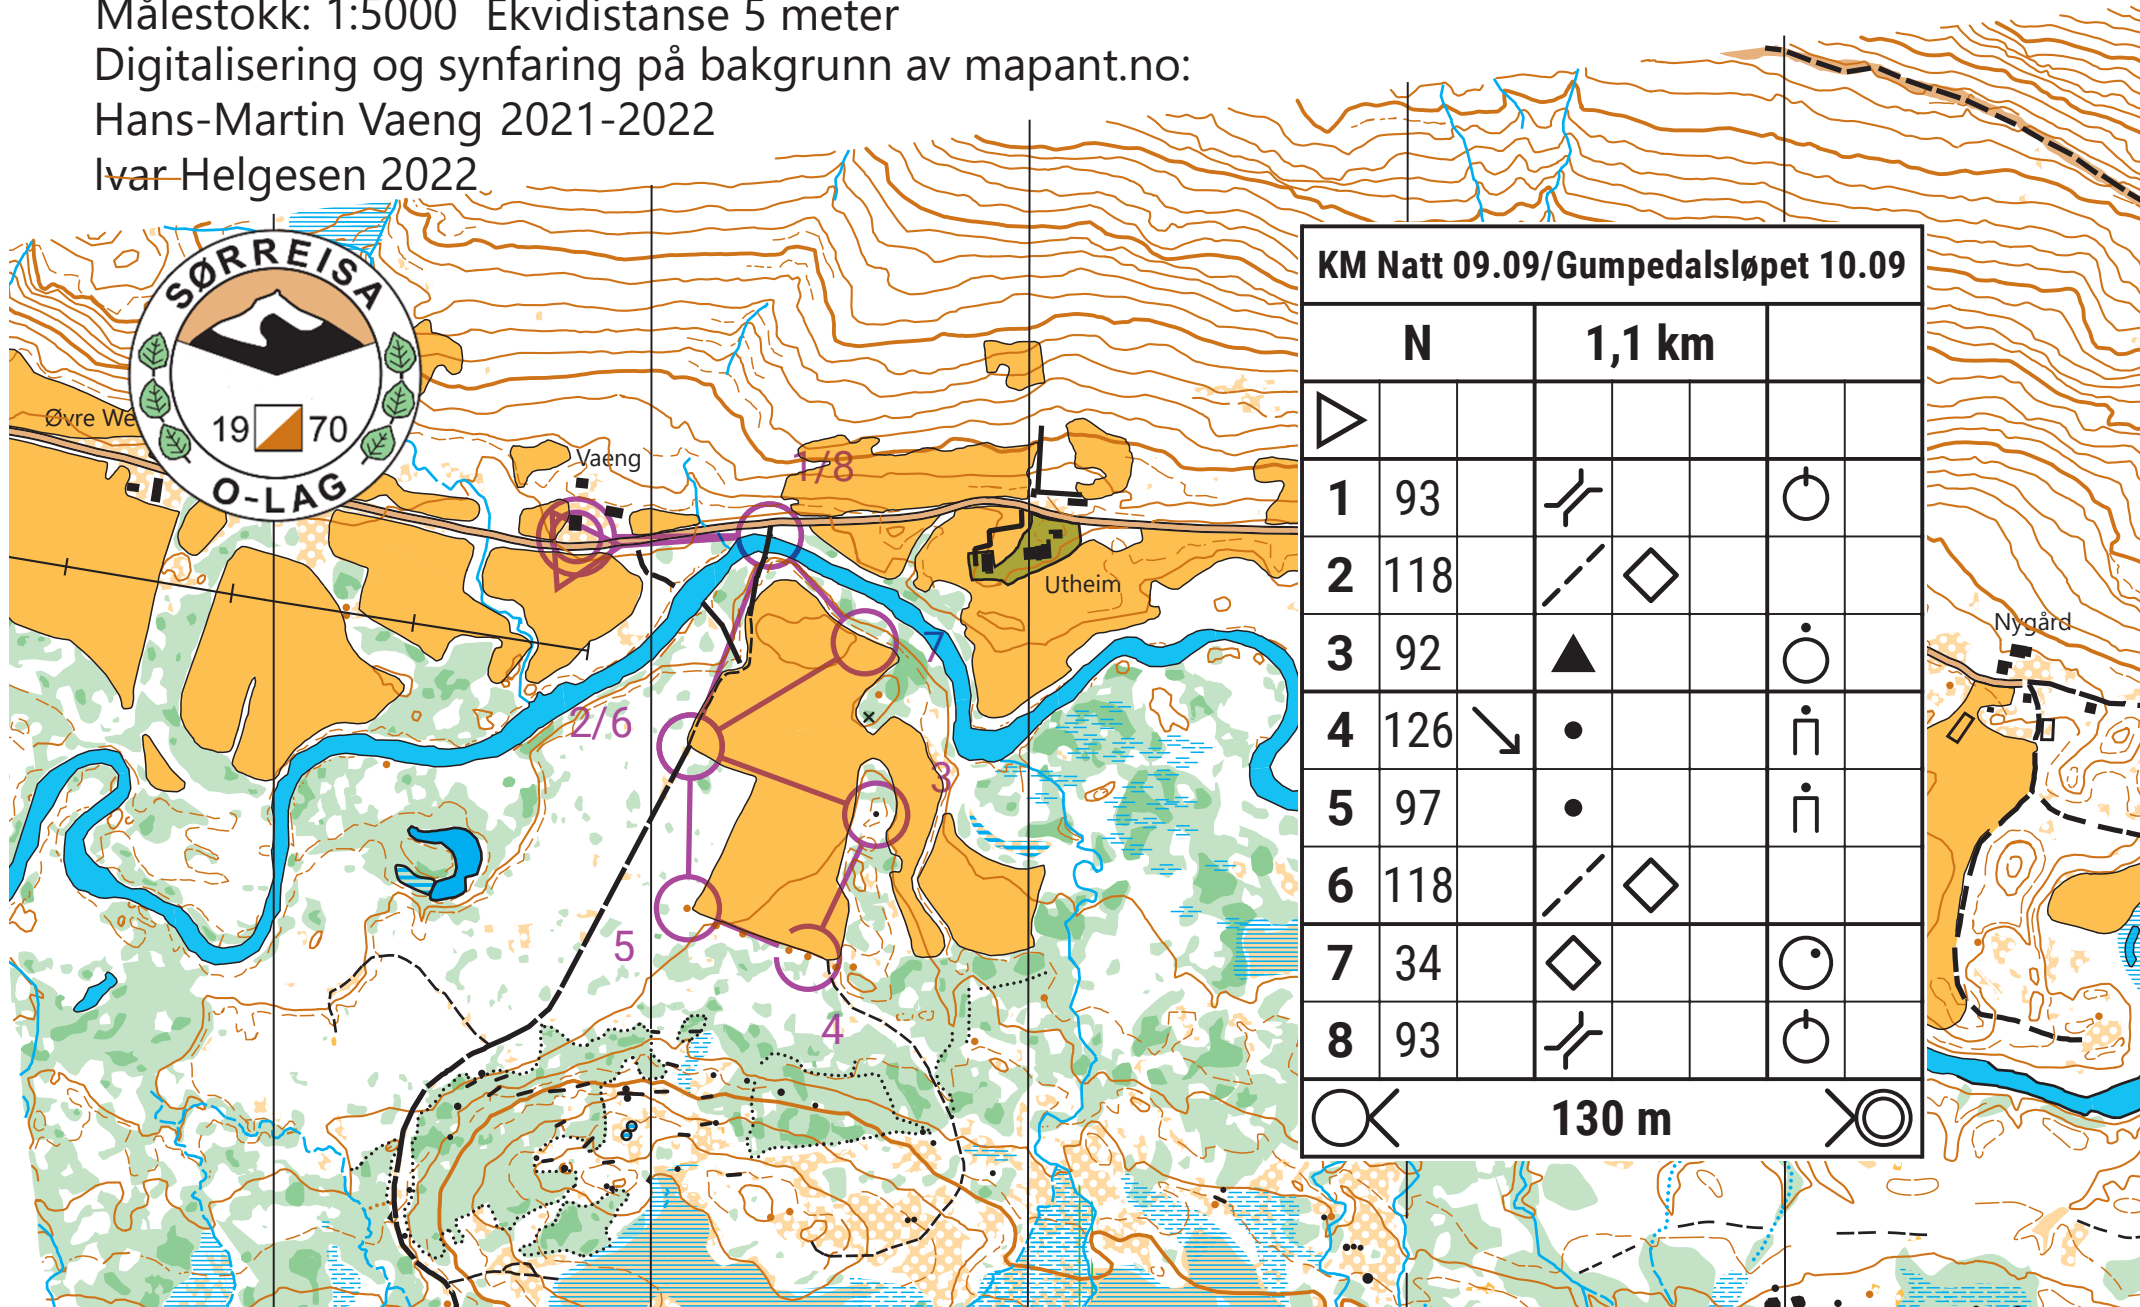 Målestokk: 1:5000 Ekvidistanse 5 meter
Digitalisering og synfaring på bakgrunn av mapant.no:
Hans-Martin Vaeng 2021-2022
Ivar Helgesen 2022
SØRREISA
19 70
O-LAG
Øvre We
Vaeng
Utheim
Nygård
1/8
7
2/6
3
5
4
KM Natt 09.09/Gumpedalsløpet 10.09
N 1,1 km
1 93
2 118
3 92
4 126
5 97
6 118
7 34
8 93
130 m